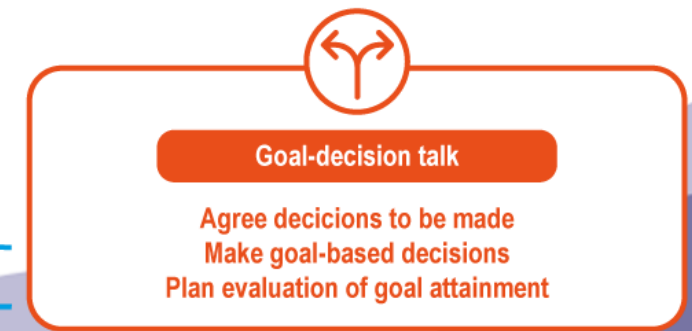 Goal-decision talk
Agree decicions to be made
Make goal-based decisions
Plan evaluation of goal attainment